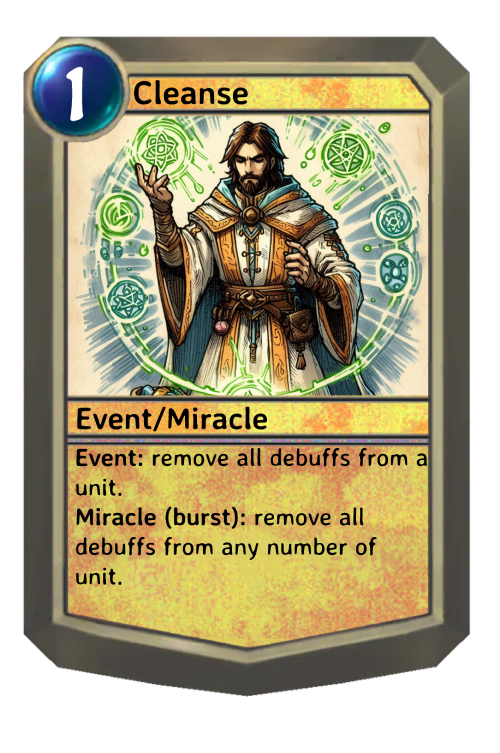 1
Cleanse
Event/Miracle
Event: remove all debuffs from a
unit.
Miracle (burst): remove all
debuffs from any number of
unit.